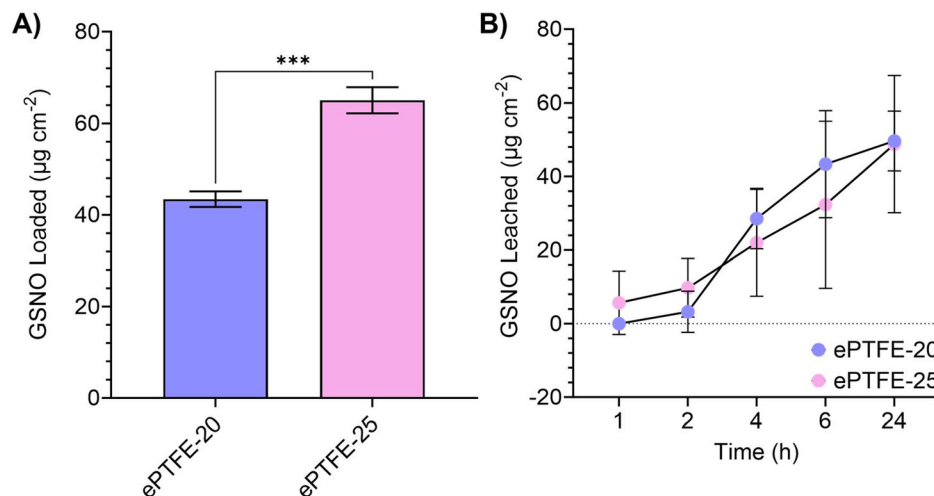 A)
GSNO Loaded (µg cm⁻²)
80
60
40
20
0
***
ePTFE-20
ePTFE-25
B)
GSNO Leached (µg cm⁻²)
80
60
40
20
0
-20
1 2 4 6 24
Time (h)
ePTFE-20
ePTFE-25